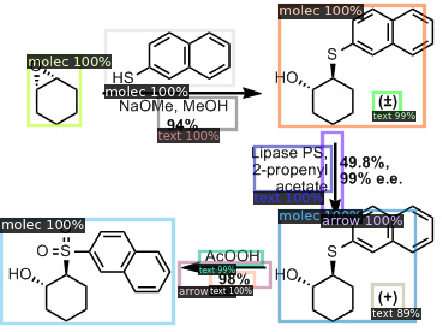 molec 100%
O
HS
molec 100%
NaOMe, MeOH
94%
text 100%
molec 100%
S
HO
(±)
text 99%
Lipase PS,
2-propenyl
acetate
text 100%
49.8%,
99% e.e.
molec 100%
arrow 100%
S
HO
(+)
text 89%
AcOOH
text 99%
98%
arrow
text 100%
molec 100%
O
O=S
HO